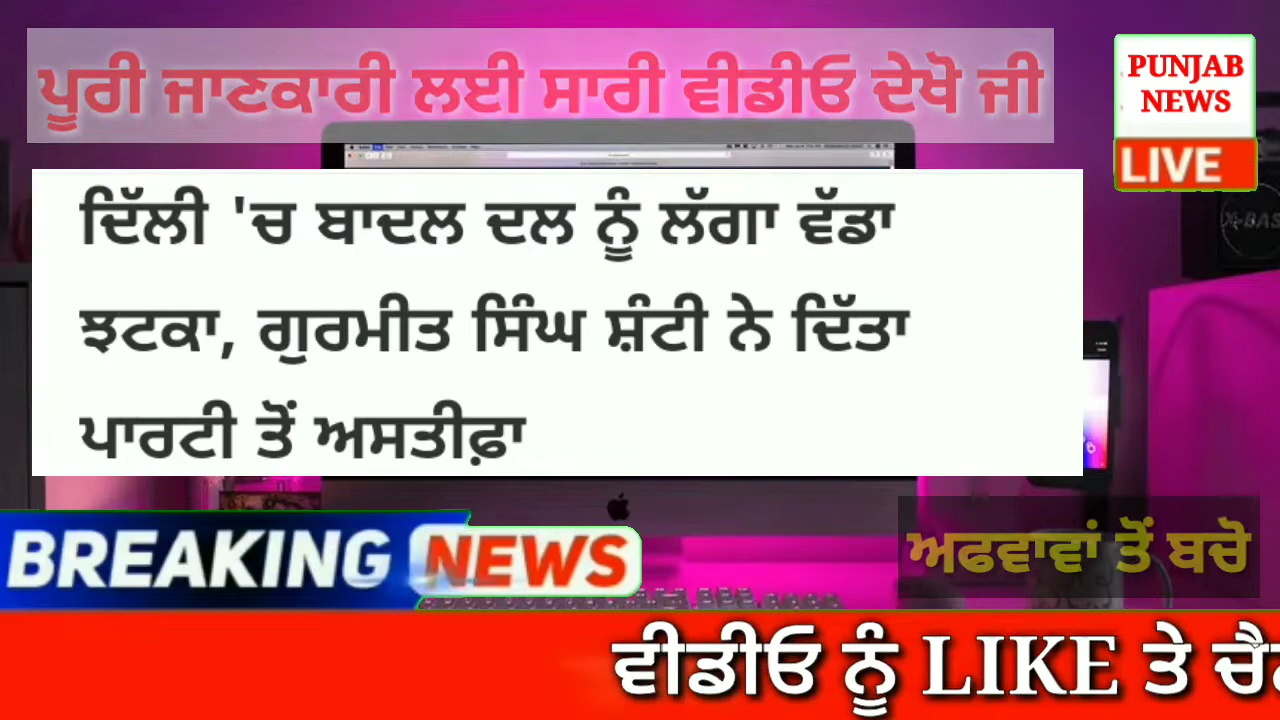 ਪੂਰੀ ਜਾਣਕਾਰੀ ਲਈ ਸਾਰੀ ਵੀਡੀਓ ਦੇਖੋ ਜੀ
PUNJAB
NEWS
LIVE
ਦਿੱਲੀ 'ਚ ਬਾਦਲ ਦਲ ਨੂੰ ਲੱਗਾ ਵੱਡਾ
ਝਟਕਾ, ਗੁਰਮੀਤ ਸਿੰਘ ਸ਼ੰਟੀ ਨੇ ਦਿੱਤਾ
ਪਾਰਟੀ ਤੋਂ ਅਸਤੀਫ਼ਾ
BREAKING NEWS
ਅਫਵਾਵਾਂ ਤੋਂ ਬਚੋ
ਵੀਡੀਓ ਨੂੰ LIKE ਤੇ